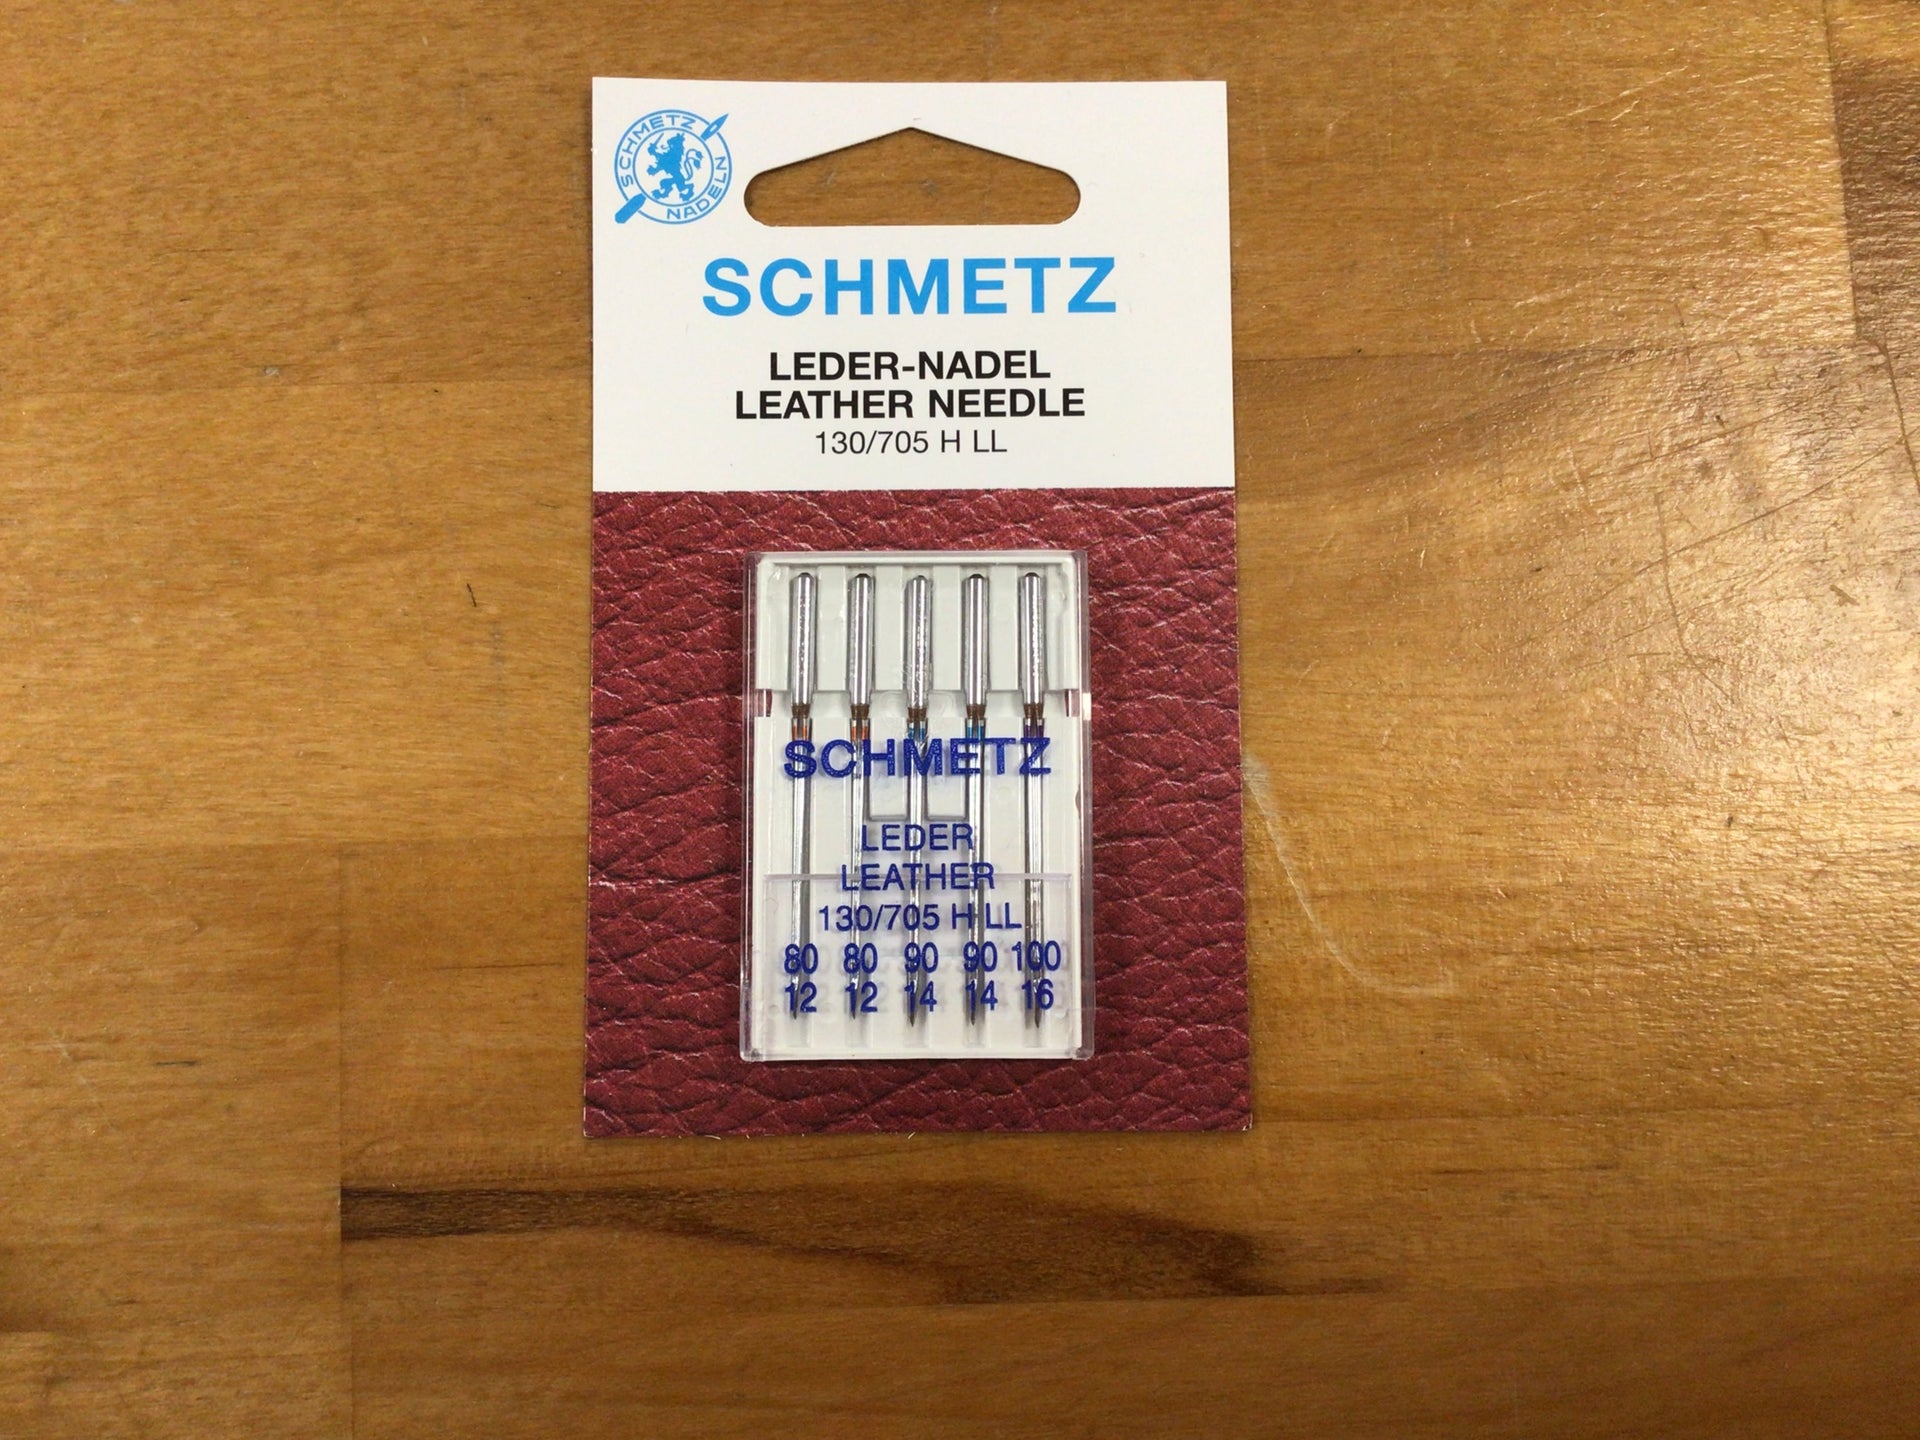 SCHMETZ
NADELN
SCHMETZ
LEDER-NADEL
LEATHER NEEDLE
130/705 H LL
SCHMETZ
LEDER
LEATHER
130/705 H LL
80 80 90 90 100
12 12 14 14 16